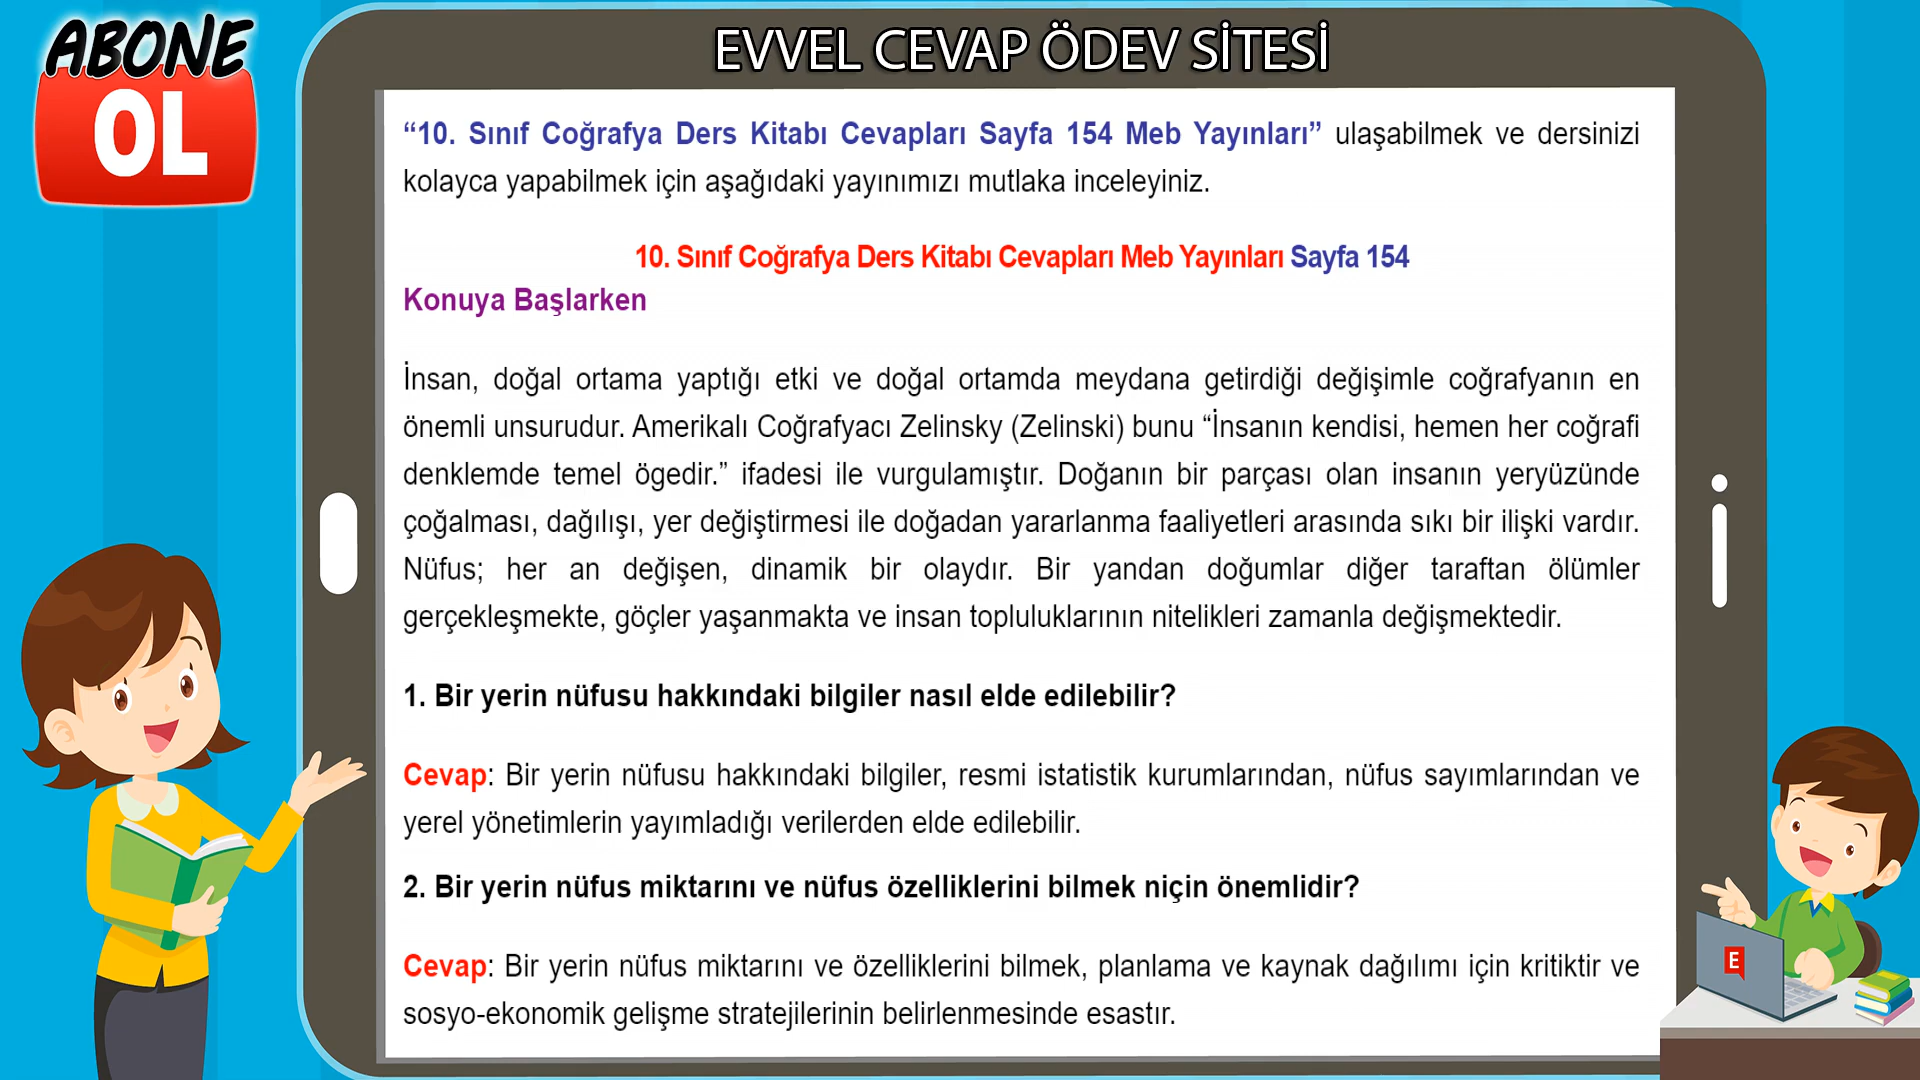 ABONE
OL
EVVEL CEVAP ÖDEV SİTESİ
“10. Sınıf Coğrafya Ders Kitabı Cevapları Sayfa 154 Meb Yayınları” ulaşabilmek ve dersinizi
kolayca yapabilmek için aşağıdaki yayınımızı mutlaka inceleyiniz.
10. Sınıf Coğrafya Ders Kitabı Cevapları Meb Yayınları Sayfa 154
Konuya Başlarken
İnsan, doğal ortama yaptığı etki ve doğal ortamda meydana getirdiği değişimle coğrafyanın en
önemli unsurudur. Amerikalı Coğrafyacı Zelinsky (Zelinski) bunu “İnsanın kendisi, hemen her coğrafi
denklemde temel ögedir.” ifadesi ile vurgulamıştır. Doğanın bir parçası olan insanın yeryüzünde
çoğalması, dağılışı, yer değiştirmesi ile doğadan yararlanma faaliyetleri arasında sıkı bir ilişki vardır.
Nüfus; her an değişen, dinamik bir olaydır. Bir yandan doğumlar diğer taraftan ölümler
gerçekleşmekte, göçler yaşanmakta ve insan topluluklarının nitelikleri zamanla değişmektedir.
1. Bir yerin nüfusu hakkındaki bilgiler nasıl elde edilebilir?
Cevap: Bir yerin nüfusu hakkındaki bilgiler, resmi istatistik kurumlarından, nüfus sayımlarından ve
yerel yönetimlerin yayımladığı verilerden elde edilebilir.
2. Bir yerin nüfus miktarını ve nüfus özelliklerini bilmek niçin önemlidir?
Cevap: Bir yerin nüfus miktarını ve özelliklerini bilmek, planlama ve kaynak dağılımı için kritiktir ve
sosyo-ekonomik gelişme stratejilerinin belirlenmesinde esastır.
E